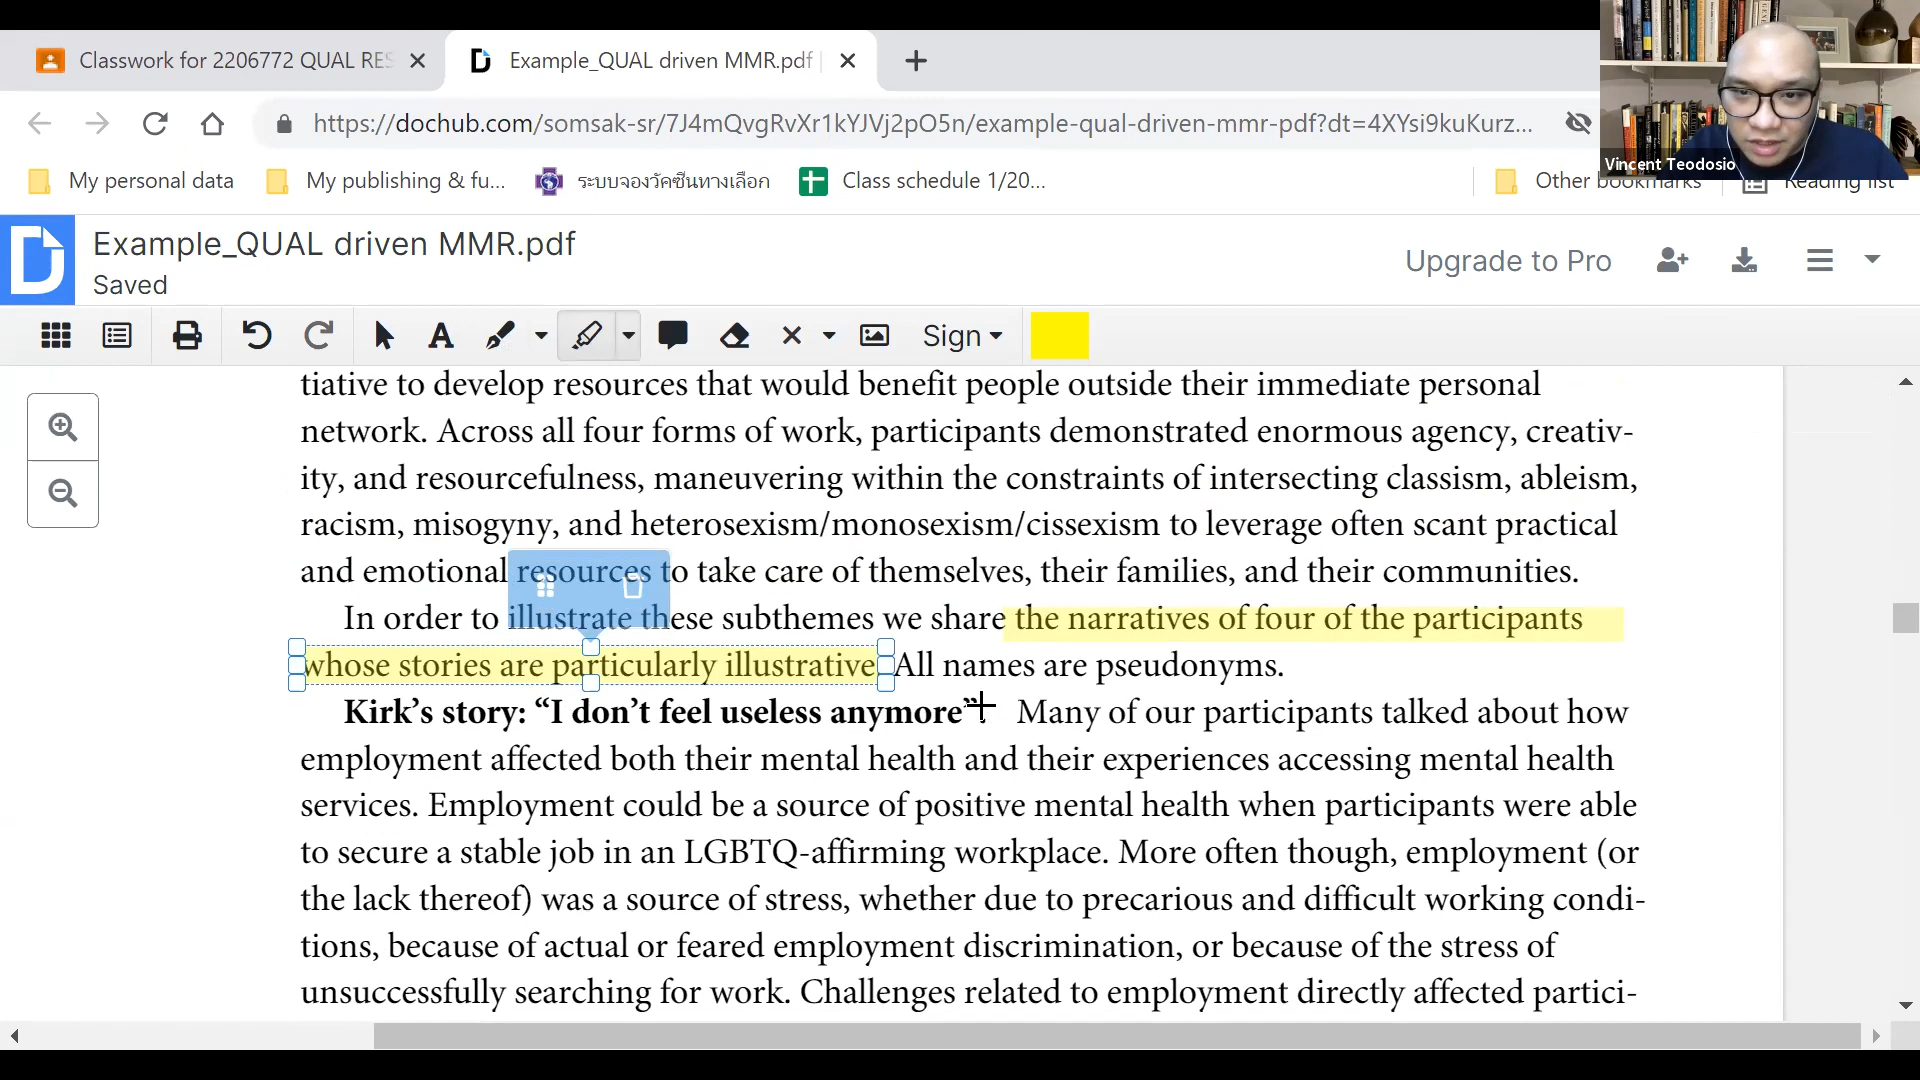 Classwork for 2206772 QUAL RES
Example_QUAL driven MMR.pdf
https://dochub.com/somsak-sr/7J4mQvgRvXr1kYJVj2pO5n/example-qual-driven-mmr-pdf?dt=4XYsi9kuKurz...
Vincent Teodosio
My personal data
My publishing & fu...
ระบบจองวัคซีนทางเลือก
Class schedule 1/20...
Other bookmarks
Reading list
Example_QUAL driven MMR.pdf
Saved
Upgrade to Pro
Sign
tiative to develop resources that would benefit people outside their immediate personal
network. Across all four forms of work, participants demonstrated enormous agency, creativ-
ity, and resourcefulness, maneuvering within the constraints of intersecting classism, ableism,
racism, misogyny, and heterosexism/monosexism/cissexism to leverage often scant practical
and emotional resources to take care of themselves, their families, and their communities.
In order to illustrate these subthemes we share the narratives of four of the participants
whose stories are particularly illustrative. All names are pseudonyms.
Kirk’s story: “I don’t feel useless anymore”. Many of our participants talked about how
employment affected both their mental health and their experiences accessing mental health
services. Employment could be a source of positive mental health when participants were able
to secure a stable job in an LGBTQ-affirming workplace. More often though, employment (or
the lack thereof) was a source of stress, whether due to precarious and difficult working condi-
tions, because of actual or feared employment discrimination, or because of the stress of
unsuccessfully searching for work. Challenges related to employment directly affected partici-